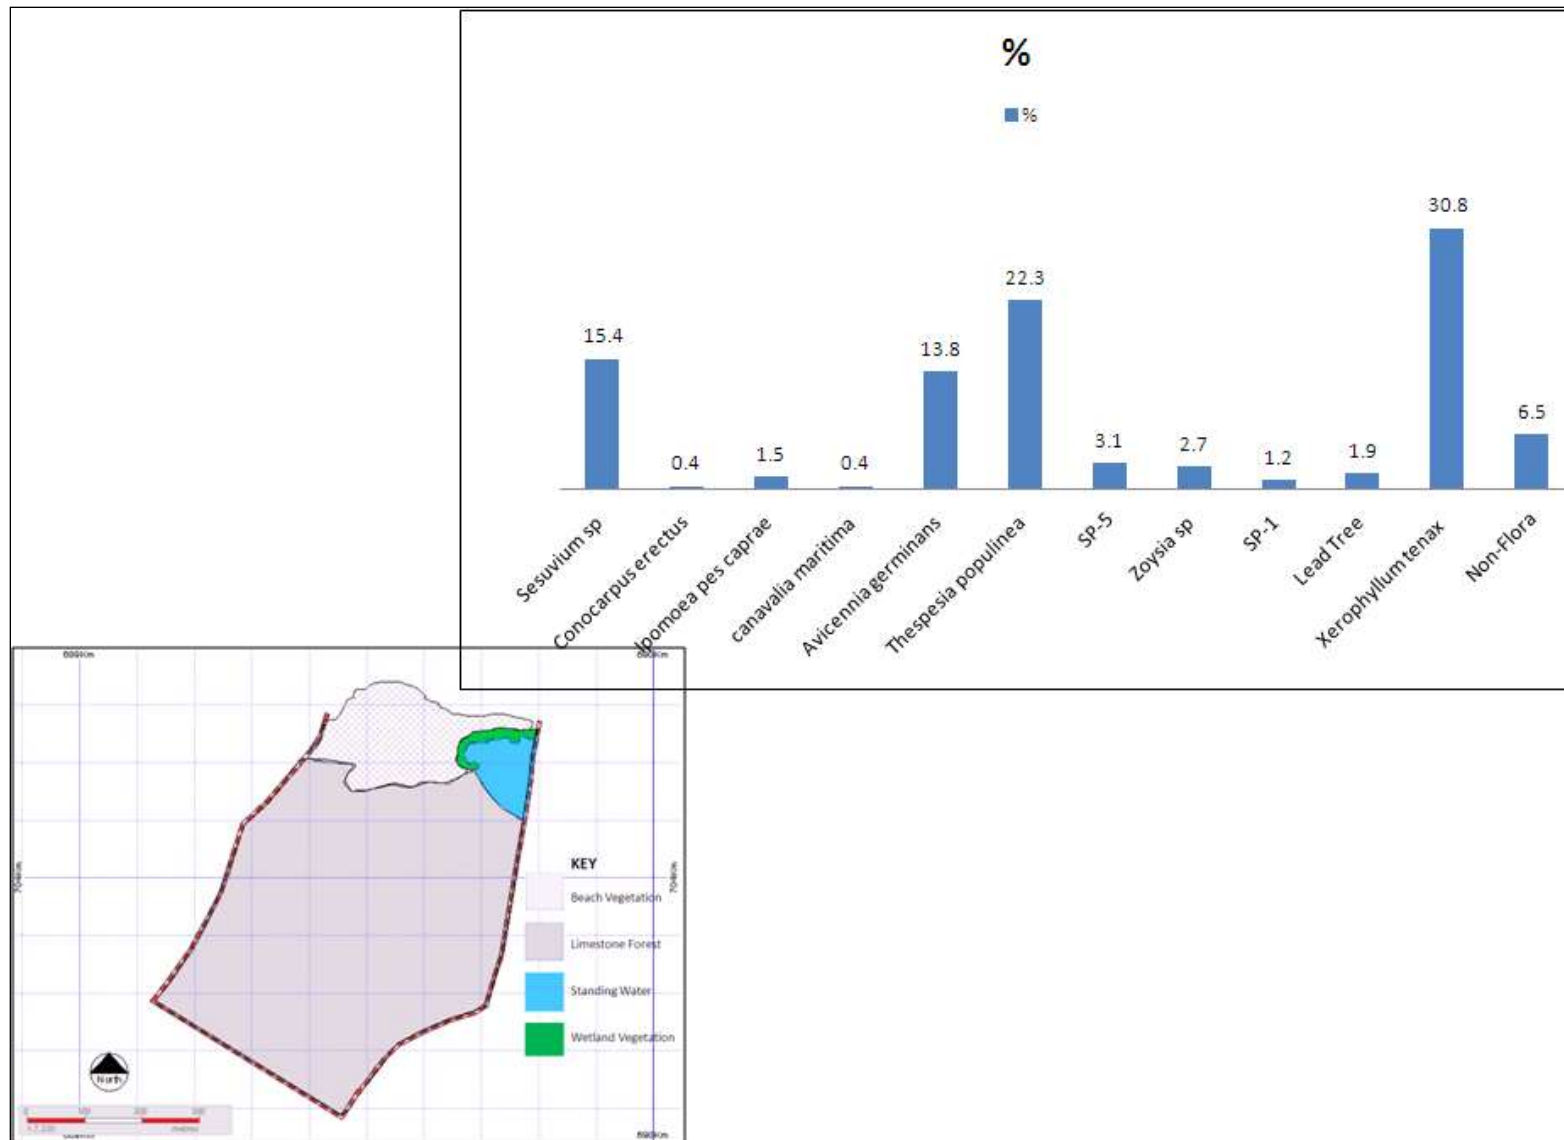 %
%
30.8
22.3
15.4
13.8
6.5
3.1
2.7
1.9
1.5
1.2
0.4
0.4
Sesuvium sp
Conocarpus erectus
Ipomoea pes caprae
canavalia maritima
Avicennia germinans
Thespesia populinea
SP-5
Zoysia sp
SP-1
Lead Tree
Xerophyllum tenax
Non-Flora
704Km
704Km
KEY
Beach Vegetation
Limestone Forest
Standing Water
Wetland Vegetation
North
690Km